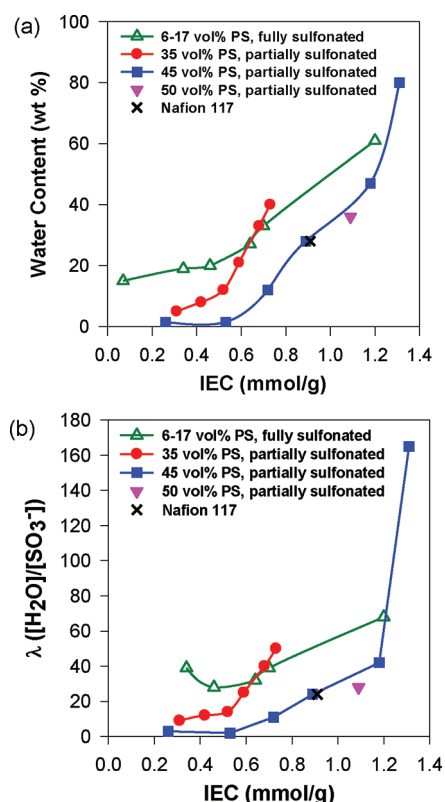 (a)
6-17 vol% PS, fully sulfonated
35 vol% PS, partially sulfonated
45 vol% PS, partially sulfonated
50 vol% PS, partially sulfonated
Nafion 117
Water Content (wt %)
100
80
60
40
20
0
0.0 0.2 0.4 0.6 0.8 1.0 1.2 1.4
IEC (mmol/g)
(b)
6-17 vol% PS, fully sulfonated
35 vol% PS, partially sulfonated
45 vol% PS, partially sulfonated
50 vol% PS, partially sulfonated
Nafion 117
λ ([H₂O]/[SO₃⁻])
180
160
140
120
100
80
60
40
20
0
0.0 0.2 0.4 0.6 0.8 1.0 1.2 1.4
IEC (mmol/g)